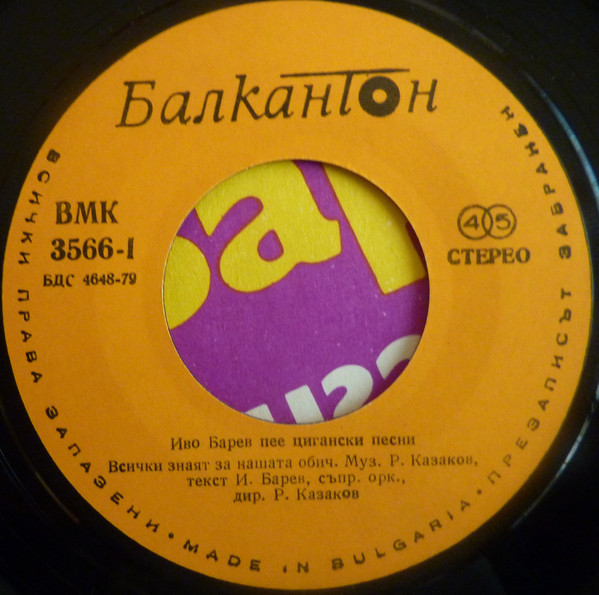 Балкантон
ВМК
3566-I
БДС 4648-79
45
СТЕРЕО
Иво Барев пее цигански песни
Всички знаят за нашата обич. Муз. Р. Казаков,
текст И. Барев, съпр. орк.,
дир. Р. Казаков
ВСИЧКИ ПРАВА ЗАПАЗЕНИ • MADE IN BULGARIA • ПРЕЗАПИСЪТ ЗАБРАНЕН